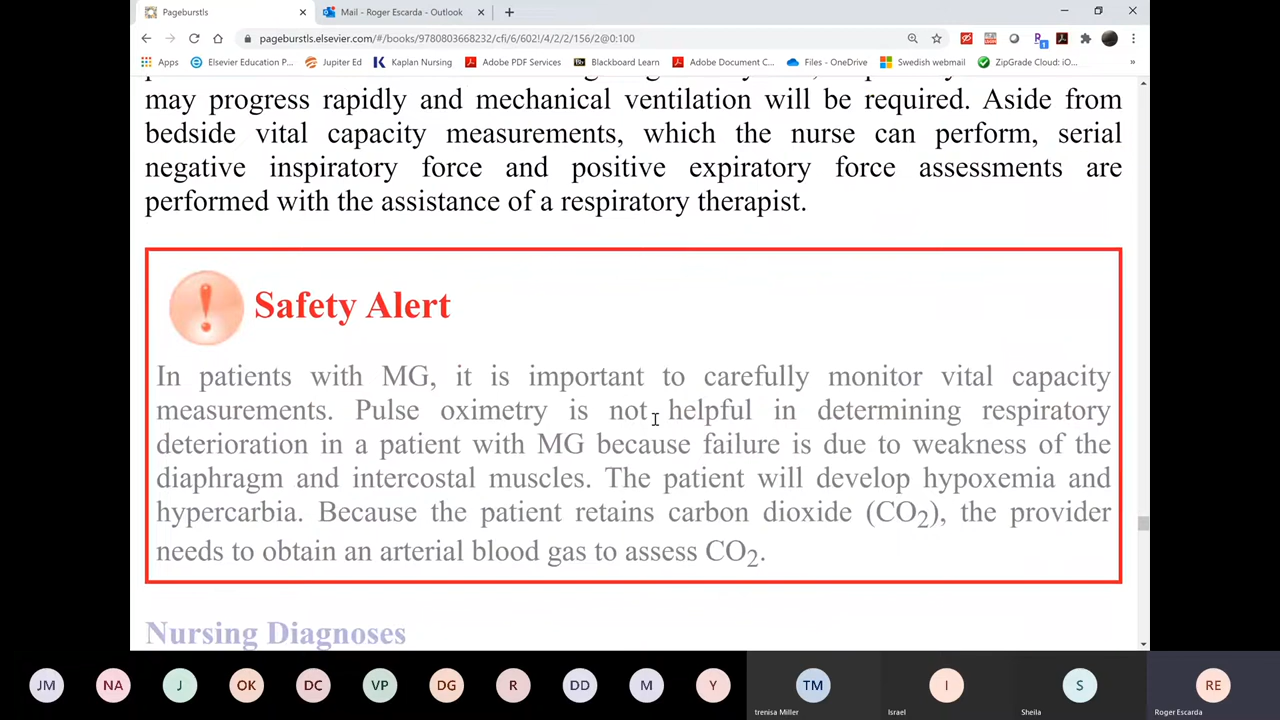 Pageburstls
Mail - Roger Escarda - Outlook
pageburstls.elsevier.com/#/books/9780803668232/cfi/6/602!/4/2/2/156/2@0:100
Apps
Elsevier Education P...
Jupiter Ed
Kaplan Nursing
Adobe PDF Services
Blackboard Learn
Adobe Document C...
Files - OneDrive
Swedish webmail
ZipGrade Cloud: iO...
may progress rapidly and mechanical ventilation will be required. Aside from
bedside vital capacity measurements, which the nurse can perform, serial
negative inspiratory force and positive expiratory force assessments are
performed with the assistance of a respiratory therapist.
Safety Alert
In patients with MG, it is important to carefully monitor vital capacity
measurements. Pulse oximetry is not helpful in determining respiratory
deterioration in a patient with MG because failure is due to weakness of the
diaphragm and intercostal muscles. The patient will develop hypoxemia and
hypercarbia. Because the patient retains carbon dioxide (CO2), the provider
needs to obtain an arterial blood gas to assess CO2.
Nursing Diagnoses
JM
NA
J
OK
DC
VP
DG
R
DD
M
Y
TM
I
S
RE
trenisa Miller
Israel
Sheila
Roger Escarda